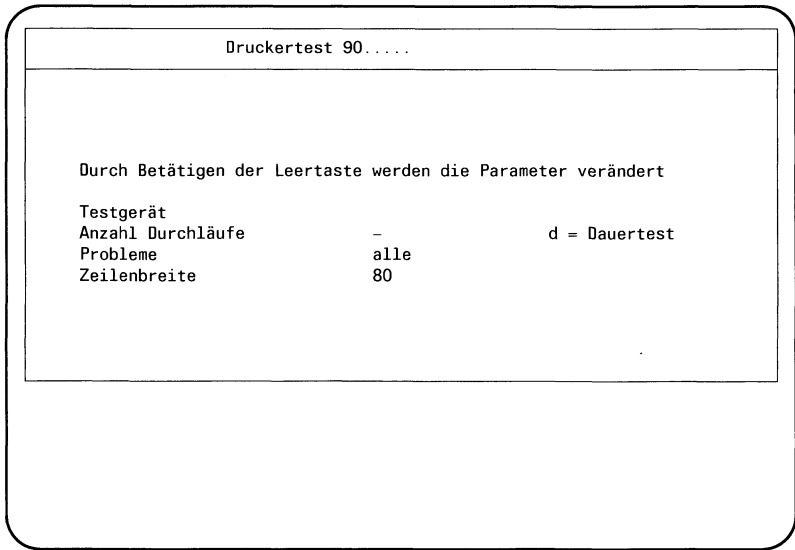 Druckertest 90.....
Durch Betätigen der Leertaste werden die Parameter verändert
Testgerät
Anzahl Durchläufe – d = Dauertest
Probleme alle
Zeilenbreite 80